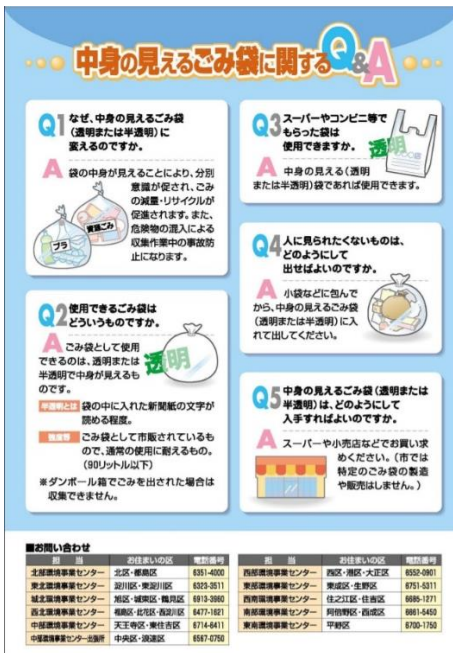 中身の見えるごみ袋に関するQ&A
Q1 なぜ、中身の見えるごみ袋
(透明または半透明)に
変えるのですか。
A 袋の中身が見えることにより、分別
意識が促され、ごみ
の減量・リサイクルが
促進されます。また、
危険物の混入による
収集作業中の事故防
止になります。
プラ
資源ごみ
Q2 使用できるごみ袋は
どういうものですか。
A ごみ袋として使用
できるのは、透明または
半透明で中身が見えるも
のです。
透明
半透明とは 袋の中に入れた新聞紙の文字が
読める程度。
強度等 ごみ袋として市販されているも
ので、通常の使用に耐えるもの。
(90リットル以下)
※ダンボール箱でごみを出された場合は
収集できません。
Q3 スーパーやコンビニ等で
もらった袋は
使用できますか。
透明
A 中身の見える(透明
または半透明)袋であれば使用できます。
Q4 人に見られたくないものは、
どのようにして
出せばよいのですか。
A 小袋などに包んで
から、中身の見えるごみ袋
(透明または半透明)に入
れて出してください。
Q5 中身の見えるごみ袋(透明または
半透明)は、どのようにして
入手すればよいのですか。
A スーパーや小売店などでお買い求
めください。(市では
特定のごみ袋の製造
や販売はしません。)
■お問い合わせ
担 当 お住まいの区 電話番号
北部環境事業センター 北区・都島区 6351-4000
東北環境事業センター 淀川区・東淀川区 6323-3511
城北環境事業センター 旭区・城東区・鶴見区 6913-3960
西北環境事業センター 福島区・此花区・西淀川区 6477-1621
中部環境事業センター 天王寺区・東住吉区 6714-6411
中部環境事業センター出張所 中央区・浪速区 6567-0750
担 当 お住まいの区 電話番号
西部環境事業センター 西区・港区・大正区 6552-0901
東部環境事業センター 東成区・生野区 6751-5311
西南環境事業センター 住之江区・住吉区 6685-1271
南部環境事業センター 阿倍野区・西成区 6661-5450
東南環境事業センター 平野区 6700-1750